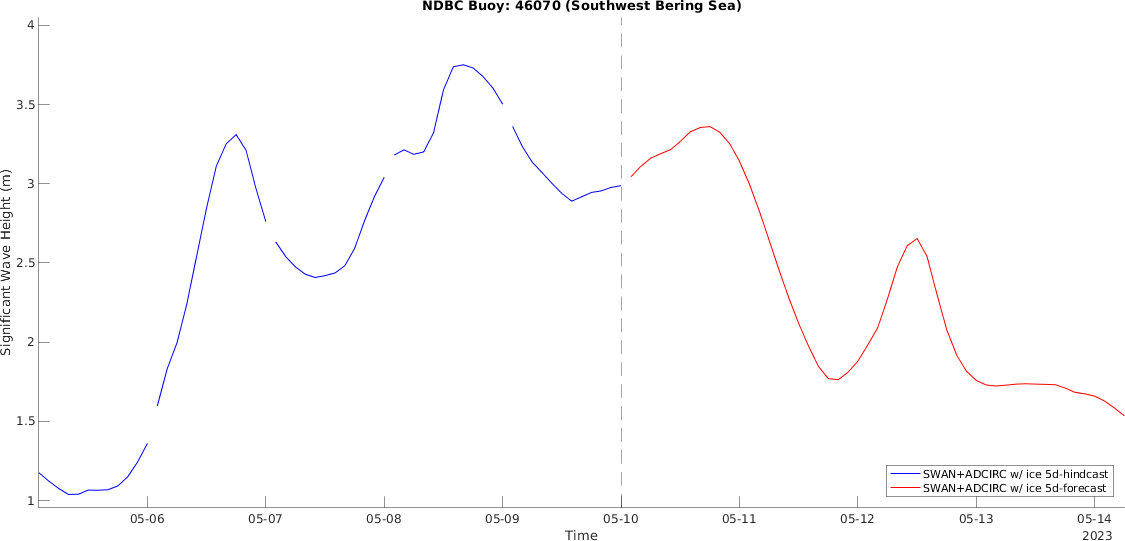 NDBC Buoy: 46070 (Southwest Bering Sea)
Significant Wave Height (m)
4
3.5
3
2.5
2
1.5
1
SWAN+ADCIRC w/ ice 5d-hindcast
SWAN+ADCIRC w/ ice 5d-forecast
05-06 05-07 05-08 05-09 05-10 05-11 05-12 05-13 05-14
Time
2023